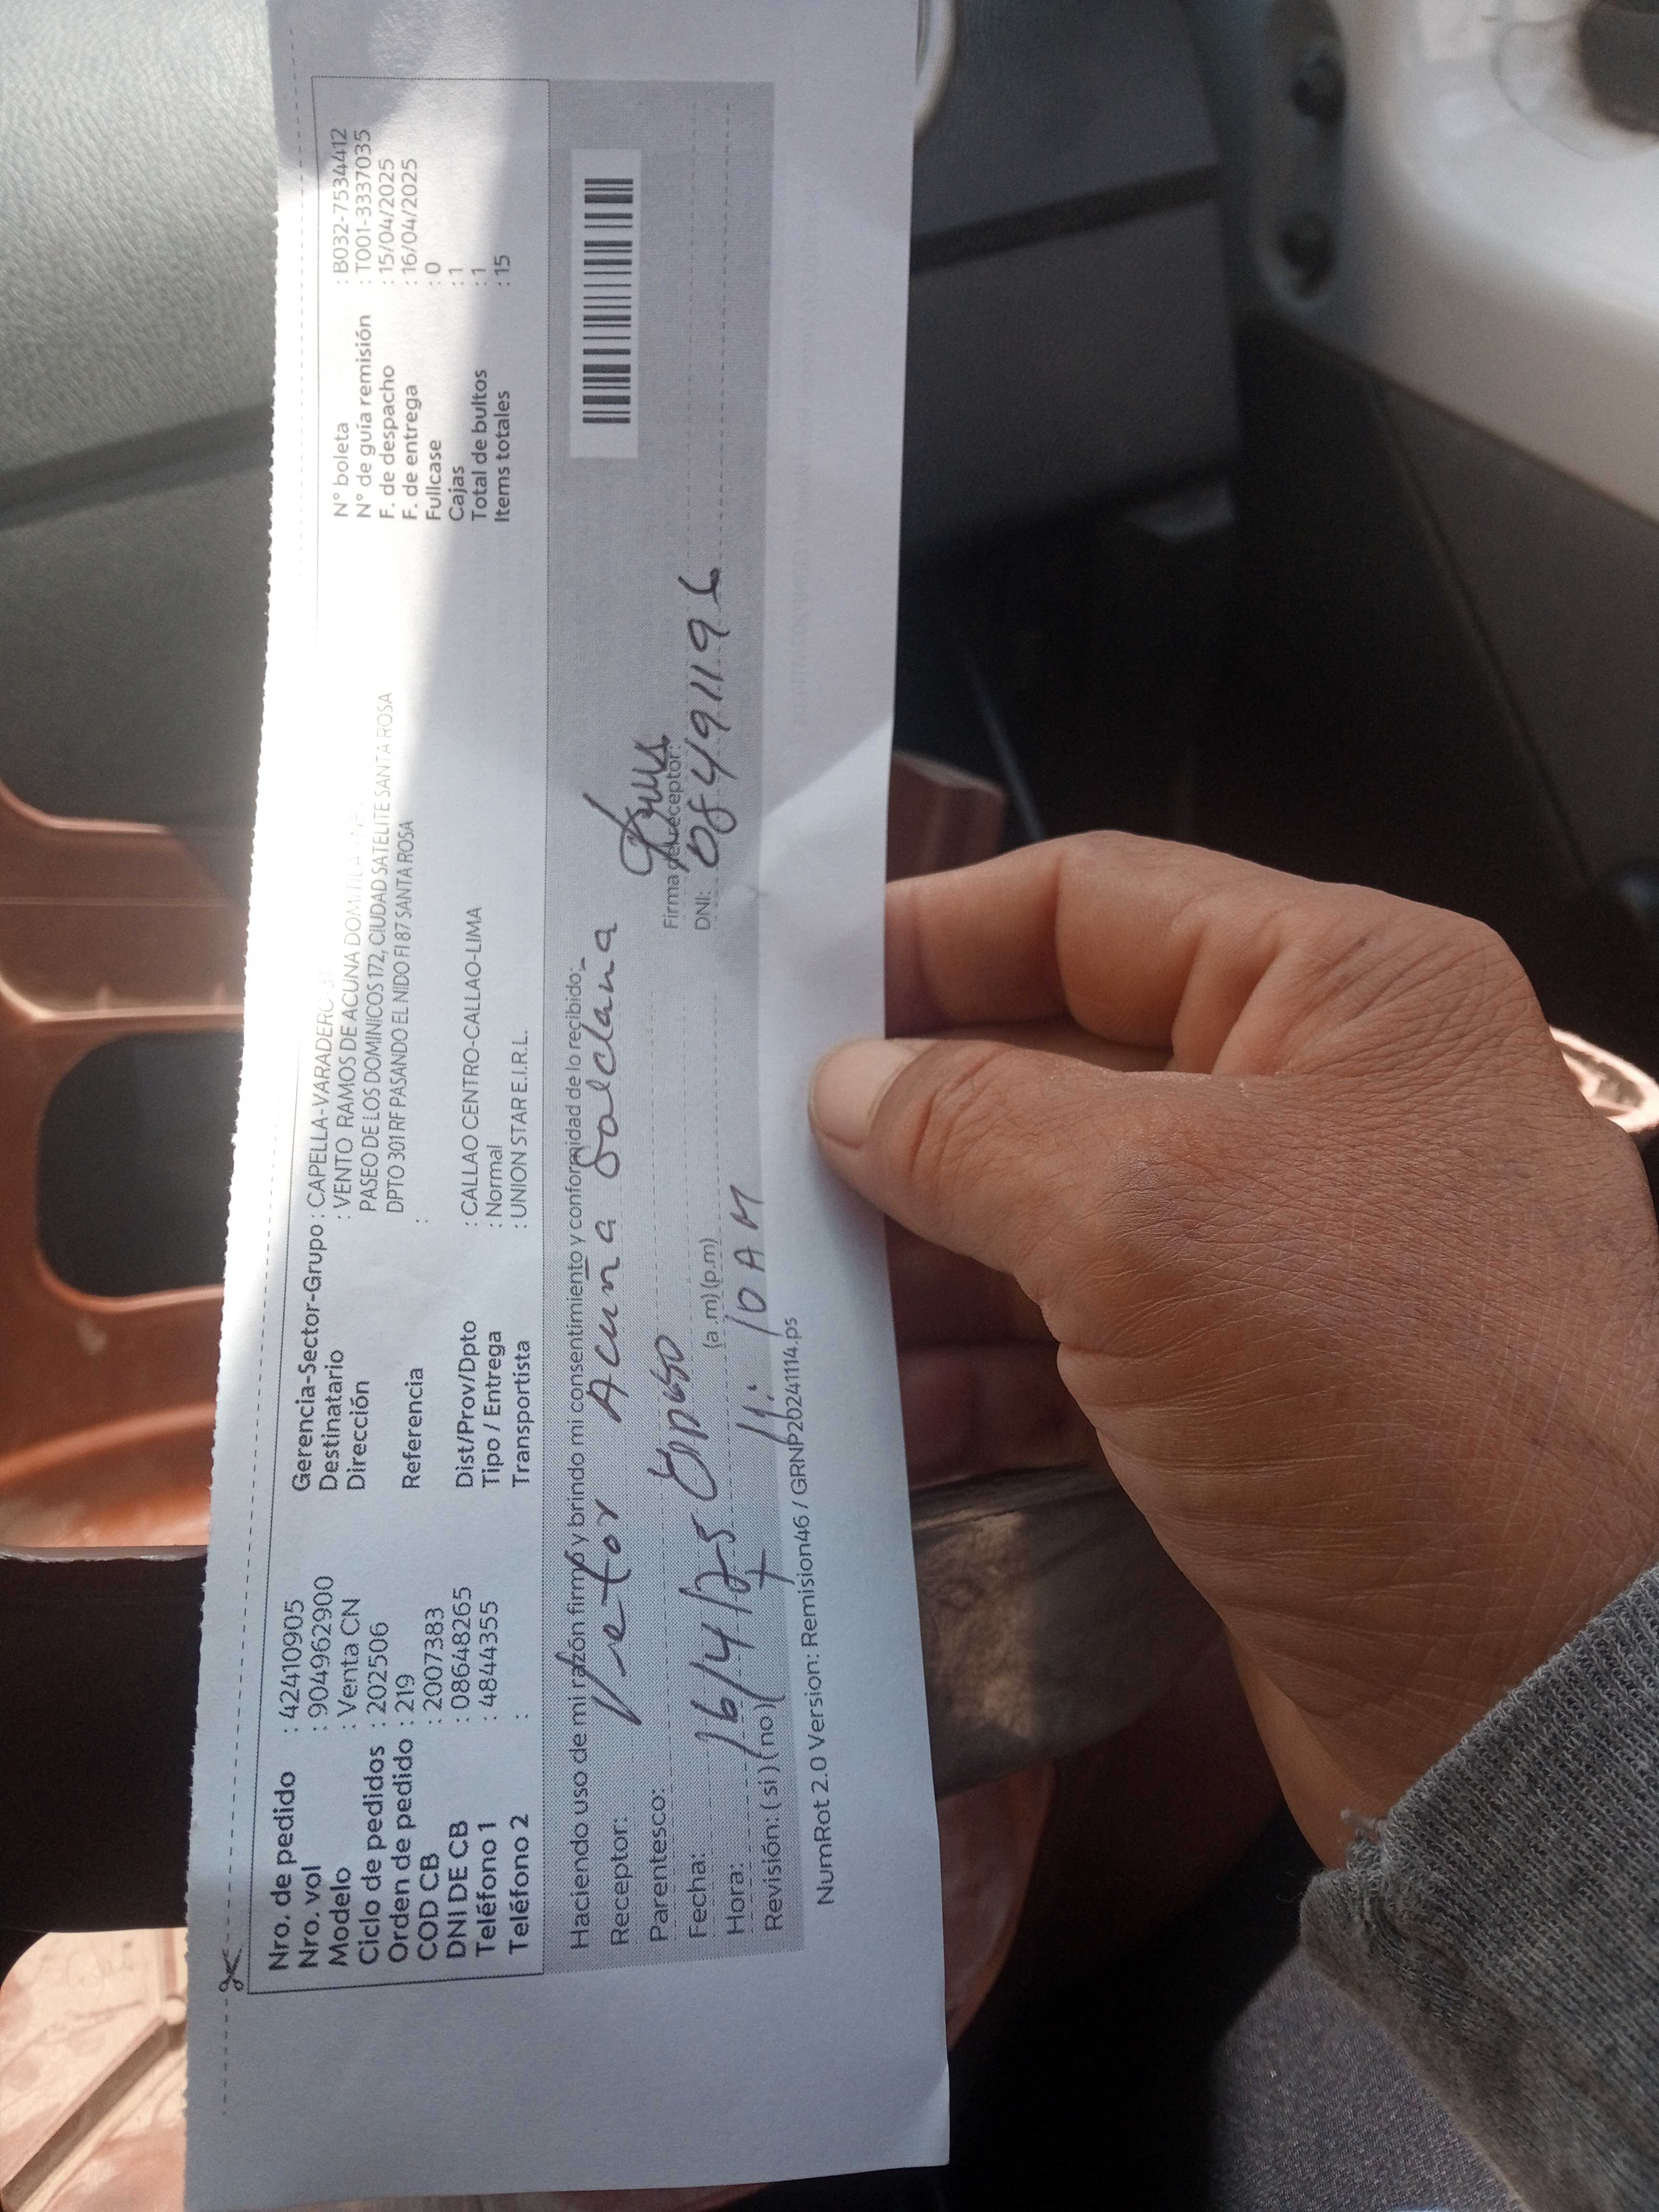 Nro. de pedido : 42410905
Nro. vol : 9049629​00
Modelo : Venta CN
Ciclo de pedidos : 202506
Orden de pedido : 219
COD CB : 2007383
DNI DE CB : 08648265
Teléfono 1 : 4844355
Teléfono 2 :
Gerencia-Sector-Grupo : CAPELLA-VARADERO
Destinatario : VENTO RAMOS DE ACUNA
Dirección PASEO DE LOS DOMINICOS 172, CIUDAD SATELITE SANTA ROSA
DPTO 301 RF PASANDO EL NIDO FI 87 SANTA ROSA
Referencia :
Dist/Prov/Dpto : CALLAO CENTRO-CALLAO-LIMA
Tipo / Entrega : Normal
Transportista : UNION STAR E.I.R.L.
N° boleta : B032-7534412
N° de guía remisión : T001-3337035
F. de despacho : 15/04/2025
F. de entrega : 16/04/2025
Fullcase : 0
Cajas : 1
Total de bultos : 1
Items totales : 15
Haciendo uso de mi razón firmo y brindo mi consentimiento y conformidad de lo recibido:
Receptor: Acuña Saldana
Parentesco: Esposo
Fecha: 16/4/25
Hora: (a.m) (p.m) 11: 10 AM
Revisión: ( si ) ( no )
Firma del receptor:
DNI: 08491196
NumRot 2.0 Version: Remision46 / GRNP20241114.ps